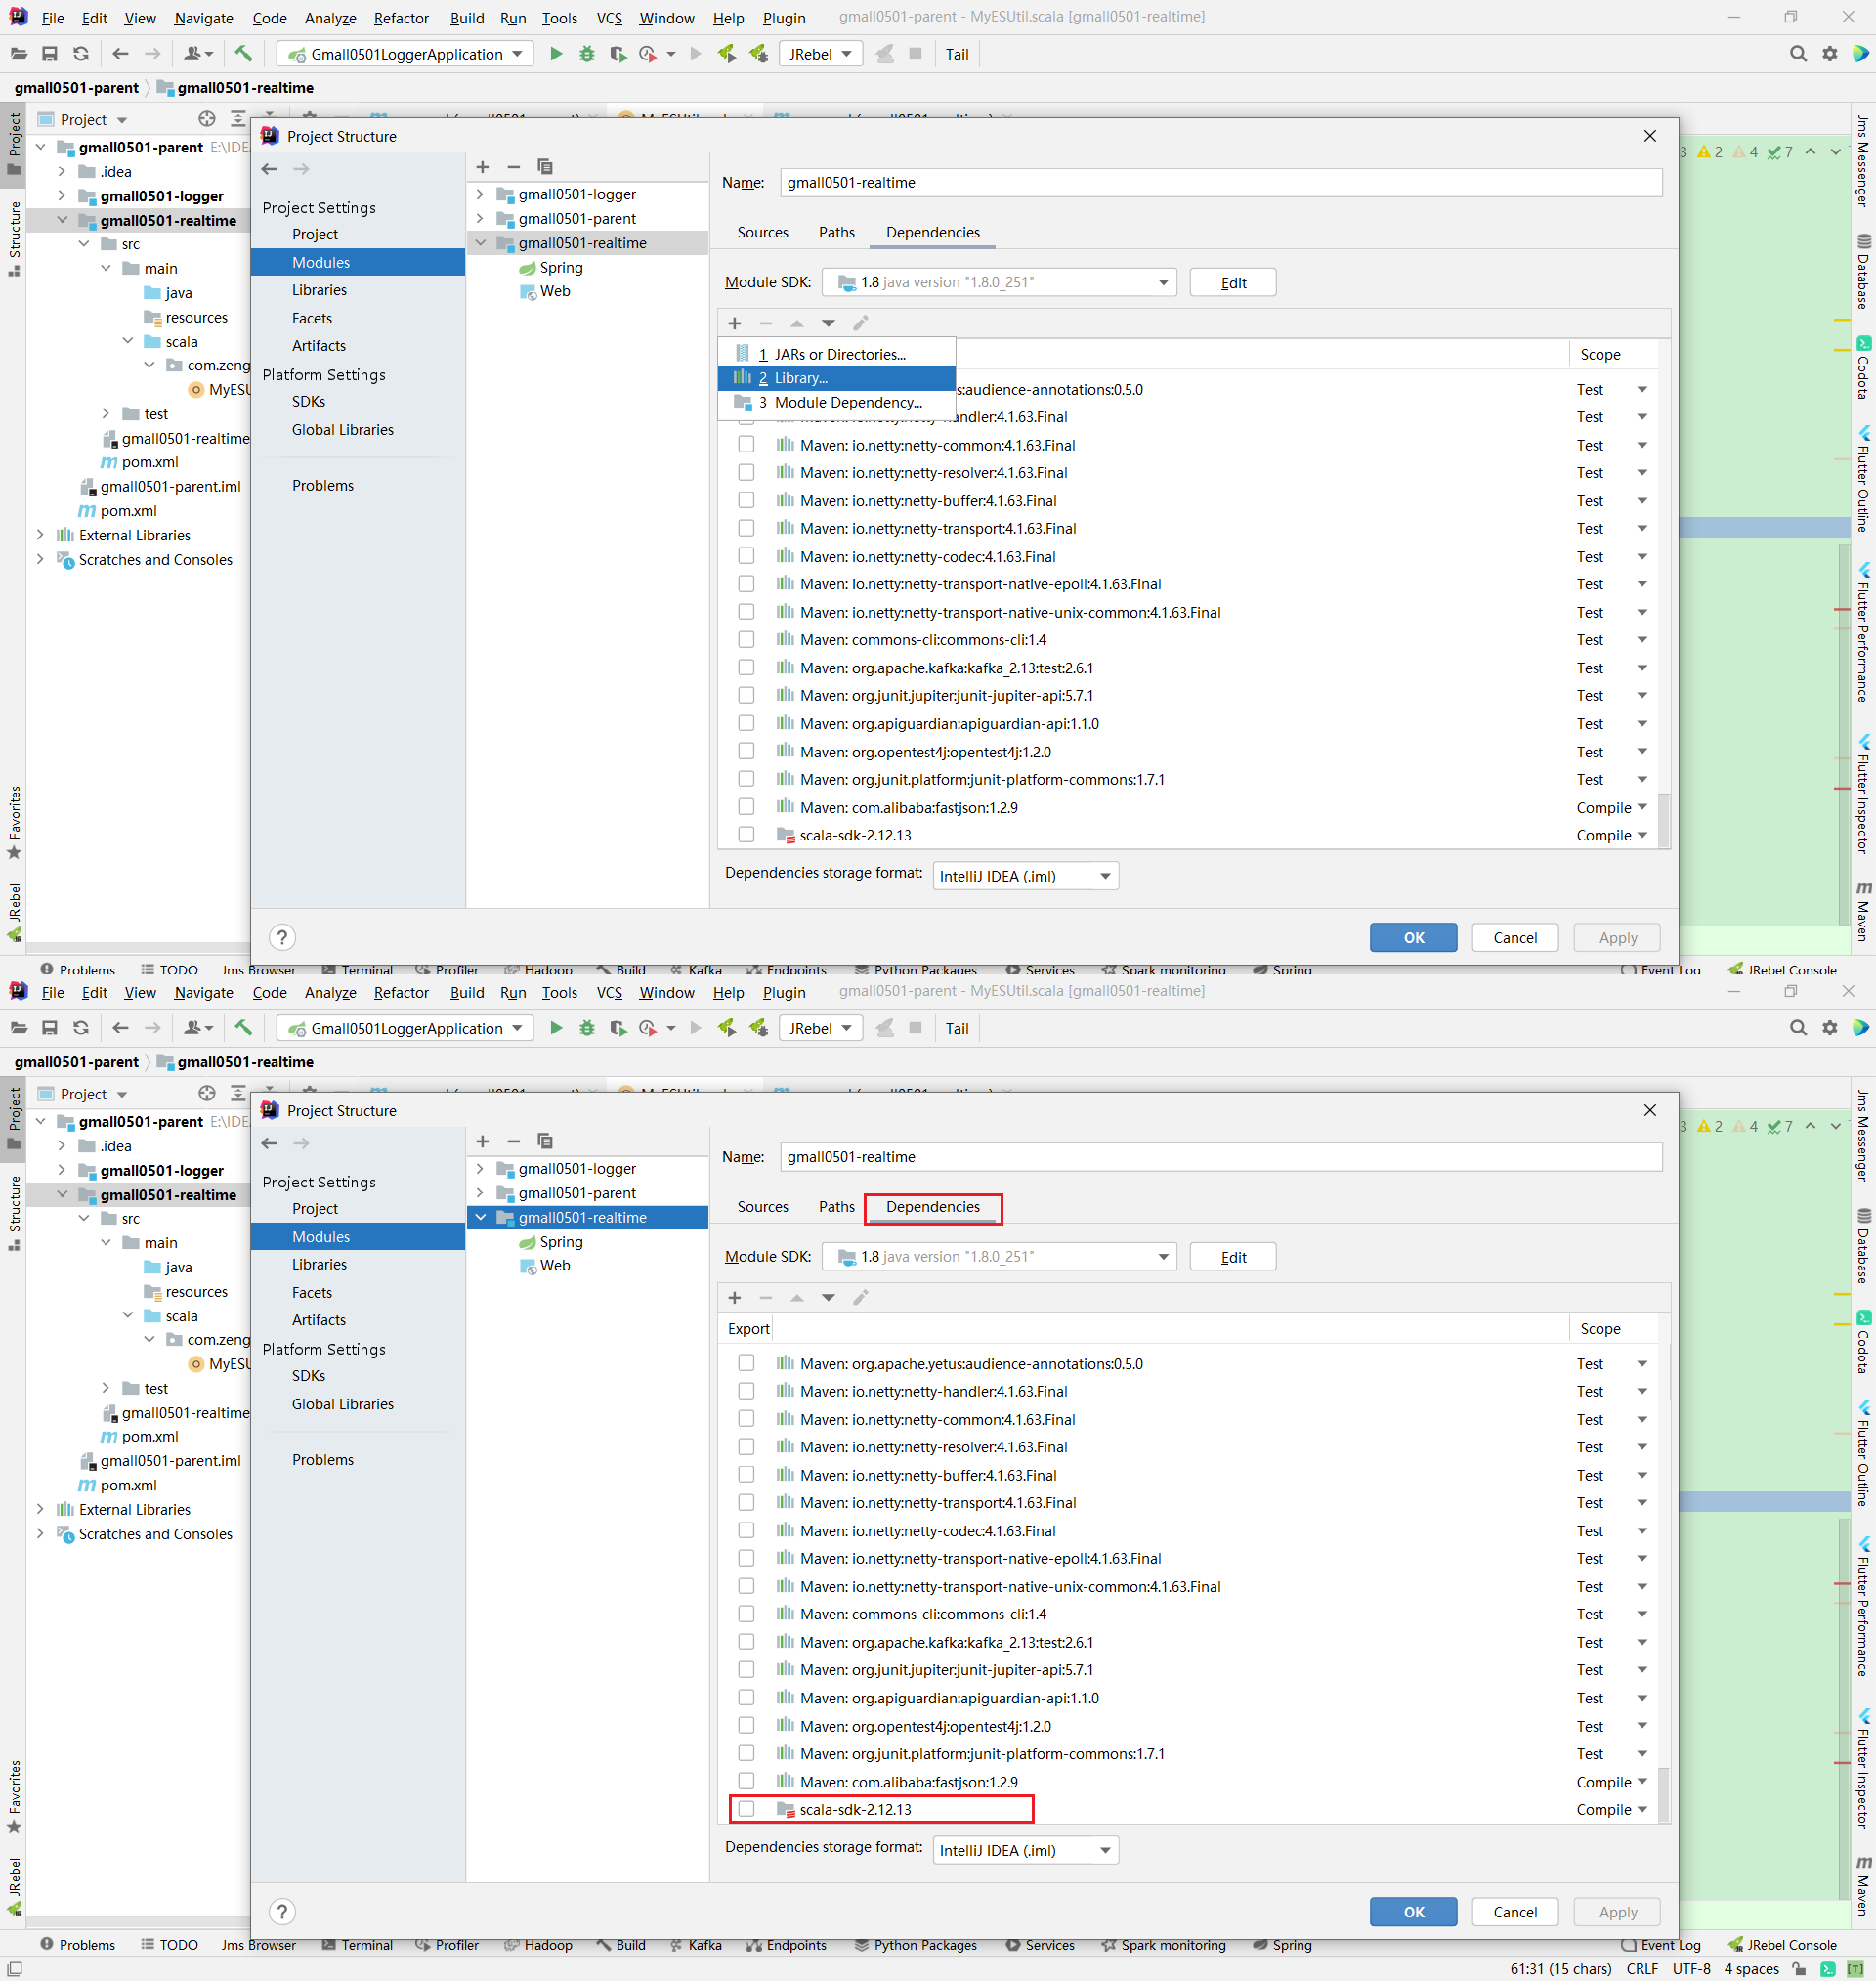 File Edit View Navigate Code Analyze Refactor Build Run Tools VCS Window Help Plugin gmall0501-parent - MyESUtil.scala [gmall0501-realtime]
Gmall0501LoggerApplication JRebel Tail
gmall0501-parent gmall0501-realtime
Project
gmall0501-parent E:\IDE
.idea
gmall0501-logger
gmall0501-realtime
src
main
java
resources
scala
com.zeng
MyESU
test
gmall0501-realtime
pom.xml
gmall0501-parent.iml
pom.xml
External Libraries
Scratches and Consoles
Project
Structure
Favorites
JRebel
Project Structure
Project Settings
Project
Modules
Libraries
Facets
Artifacts
Platform Settings
SDKs
Global Libraries
Problems
gmall0501-logger
gmall0501-parent
gmall0501-realtime
Spring
Web
Name: gmall0501-realtime
Sources Paths Dependencies
Module SDK: 1.8 java version "1.8.0_251" Edit
1 JARs or Directories...
2 Library...
3 Module Dependency...
Scope
s:audience-annotations:0.5.0 Test
handler:4.1.63.Final Test
Maven: io.netty:netty-common:4.1.63.Final Test
Maven: io.netty:netty-resolver:4.1.63.Final Test
Maven: io.netty:netty-buffer:4.1.63.Final Test
Maven: io.netty:netty-transport:4.1.63.Final Test
Maven: io.netty:netty-codec:4.1.63.Final Test
Maven: io.netty:netty-transport-native-epoll:4.1.63.Final Test
Maven: io.netty:netty-transport-native-unix-common:4.1.63.Final Test
Maven: commons-cli:commons-cli:1.4 Test
Maven: org.apache.kafka:kafka_2.13:test:2.6.1 Test
Maven: org.junit.jupiter:junit-jupiter-api:5.7.1 Test
Maven: org.apiguardian:apiguardian-api:1.1.0 Test
Maven: org.opentest4j:opentest4j:1.2.0 Test
Maven: org.junit.platform:junit-platform-commons:1.7.1 Test
Maven: com.alibaba:fastjson:1.2.9 Compile
scala-sdk-2.12.13 Compile
Dependencies storage format: IntelliJ IDEA (.iml)
? OK Cancel Apply
3 2 4 7
Jms Messenger
Database
Codota
Flutter Outline
Flutter Performance
Flutter Inspector
Maven
Problems TODO Jms Browser Terminal Profiler Hadoop Build Kafka Endpoints Python Packages Services Spark monitoring Spring Event Log JRebel Console
File Edit View Navigate Code Analyze Refactor Build Run Tools VCS Window Help Plugin gmall0501-parent - MyESUtil.scala [gmall0501-realtime]
Gmall0501LoggerApplication JRebel Tail
gmall0501-parent gmall0501-realtime
Project
gmall0501-parent E:\IDE
.idea
gmall0501-logger
gmall0501-realtime
src
main
java
resources
scala
com.zeng
MyESU
test
gmall0501-realtime
pom.xml
gmall0501-parent.iml
pom.xml
External Libraries
Scratches and Consoles
Project
Structure
Favorites
JRebel
Project Structure
Project Settings
Project
Modules
Libraries
Facets
Artifacts
Platform Settings
SDKs
Global Libraries
Problems
gmall0501-logger
gmall0501-parent
gmall0501-realtime
Spring
Web
Name: gmall0501-realtime
Sources Paths Dependencies
Module SDK: 1.8 java version "1.8.0_251" Edit
Export Scope
Maven: org.apache.yetus:audience-annotations:0.5.0 Test
Maven: io.netty:netty-handler:4.1.63.Final Test
Maven: io.netty:netty-common:4.1.63.Final Test
Maven: io.netty:netty-resolver:4.1.63.Final Test
Maven: io.netty:netty-buffer:4.1.63.Final Test
Maven: io.netty:netty-transport:4.1.63.Final Test
Maven: io.netty:netty-codec:4.1.63.Final Test
Maven: io.netty:netty-transport-native-epoll:4.1.63.Final Test
Maven: io.netty:netty-transport-native-unix-common:4.1.63.Final Test
Maven: commons-cli:commons-cli:1.4 Test
Maven: org.apache.kafka:kafka_2.13:test:2.6.1 Test
Maven: org.junit.jupiter:junit-jupiter-api:5.7.1 Test
Maven: org.apiguardian:apiguardian-api:1.1.0 Test
Maven: org.opentest4j:opentest4j:1.2.0 Test
Maven: org.junit.platform:junit-platform-commons:1.7.1 Test
Maven: com.alibaba:fastjson:1.2.9 Compile
scala-sdk-2.12.13 Compile
Dependencies storage format: IntelliJ IDEA (.iml)
? OK Cancel Apply
3 2 4 7
Jms Messenger
Database
Codota
Flutter Outline
Flutter Performance
Flutter Inspector
Maven
Problems TODO Jms Browser Terminal Profiler Hadoop Build Kafka Endpoints Python Packages Services Spark monitoring Spring Event Log JRebel Console
61:31 (15 chars) CRLF UTF-8 4 spaces